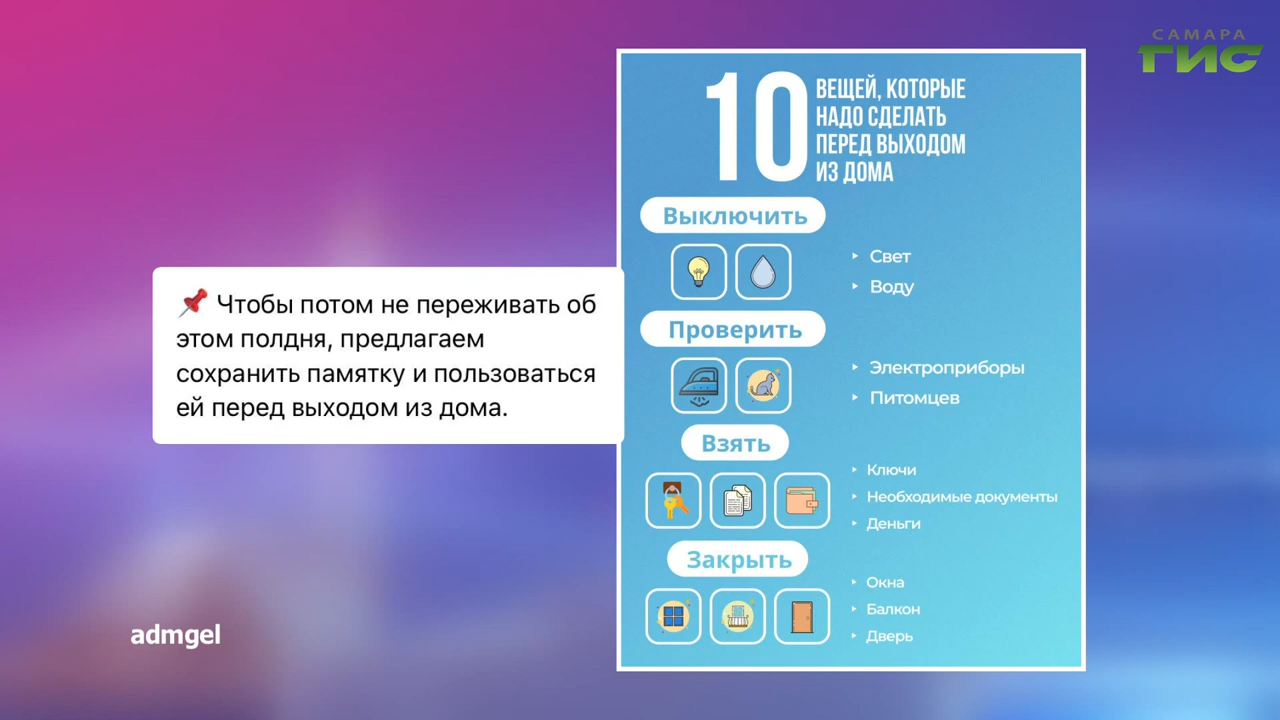 САМАРА
ГИС
10
ВЕЩЕЙ, КОТОРЫЕ
НАДО СДЕЛАТЬ
ПЕРЕД ВЫХОДОМ
ИЗ ДОМА
Выключить
Свет
Воду
📌 Чтобы потом не переживать об
этом полдня, предлагаем
сохранить памятку и пользоваться
ей перед выходом из дома.
Проверить
Электроприборы
Питомцев
Взять
Ключи
Необходимые документы
Деньги
Закрыть
Окна
Балкон
Дверь
admgel